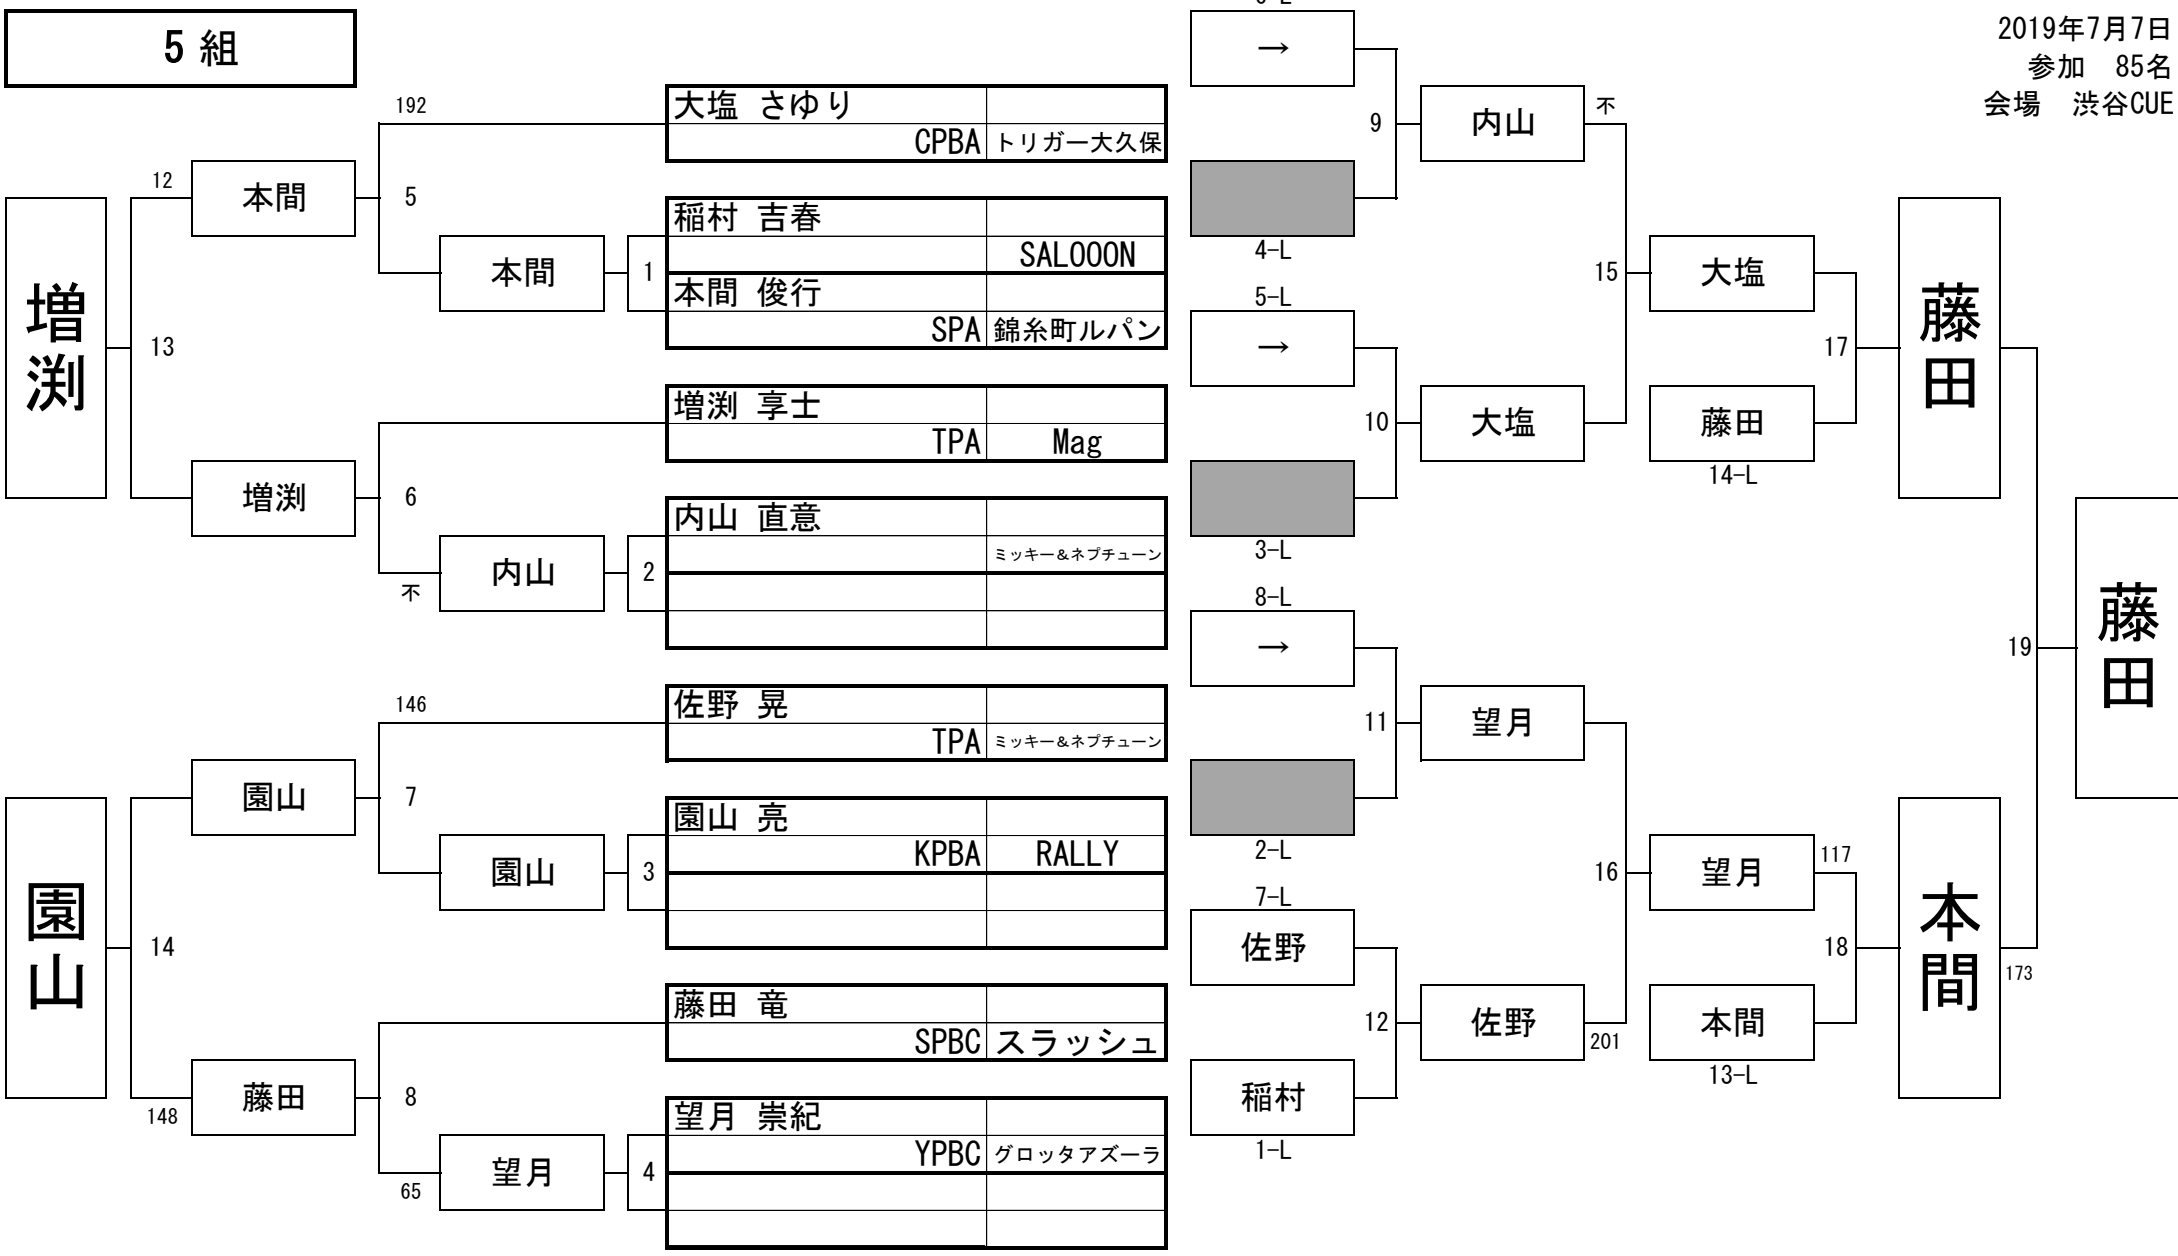 5 組
2019年7月7日
参加 85名
会場 渋谷CUE
増渕
園山
12
13
14
148
本間
増渕
園山
藤田
192
5
6
不
146
7
8
65
本間
内山
園山
望月
1
2
3
4
大塩 さゆり
CPBA トリガー大久保
稲村 吉春
SALOOON
本間 俊行
SPA 錦糸町ルパン
増渕 享士
TPA Mag
内山 直意
ミッキー&ネプチューン
佐野 晃
TPA ミッキー&ネプチューン
園山 亮
KPBA RALLY
藤田 竜
SPBC スラッシュ
望月 崇紀
YPBC グロッタアズーラ
→
4-L
5-L
→
3-L
8-L
→
2-L
7-L
佐野
稲村
1-L
9
10
11
12
内山
大塩
望月
佐野
不
15
16
201
大塩
藤田
14-L
望月
本間
13-L
17
117
18
藤田
本間
173
19
藤田